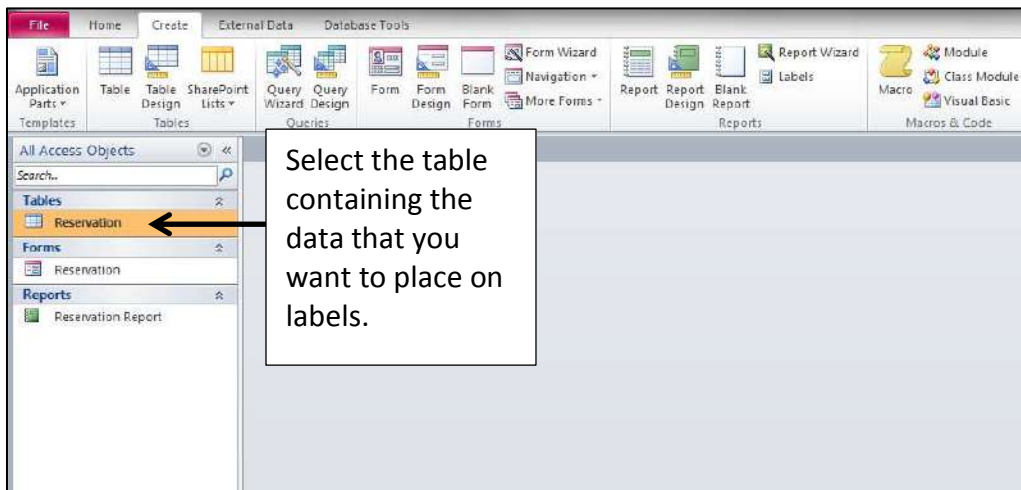 File Home Create External Data Database Tools
Application Parts Table Table Design SharePoint Lists Query Wizard Query Design Form Form Design Blank Form Form Wizard Navigation More Forms Report Report Design Blank Report Report Wizard Labels Macro Module Class Module Visual Basic
Templates Tables Queries Forms Reports Macros & Code
All Access Objects
Search..
Tables
Reservation
Forms
Reservation
Reports
Reservation Report
Select the table
containing the
data that you
want to place on
labels.